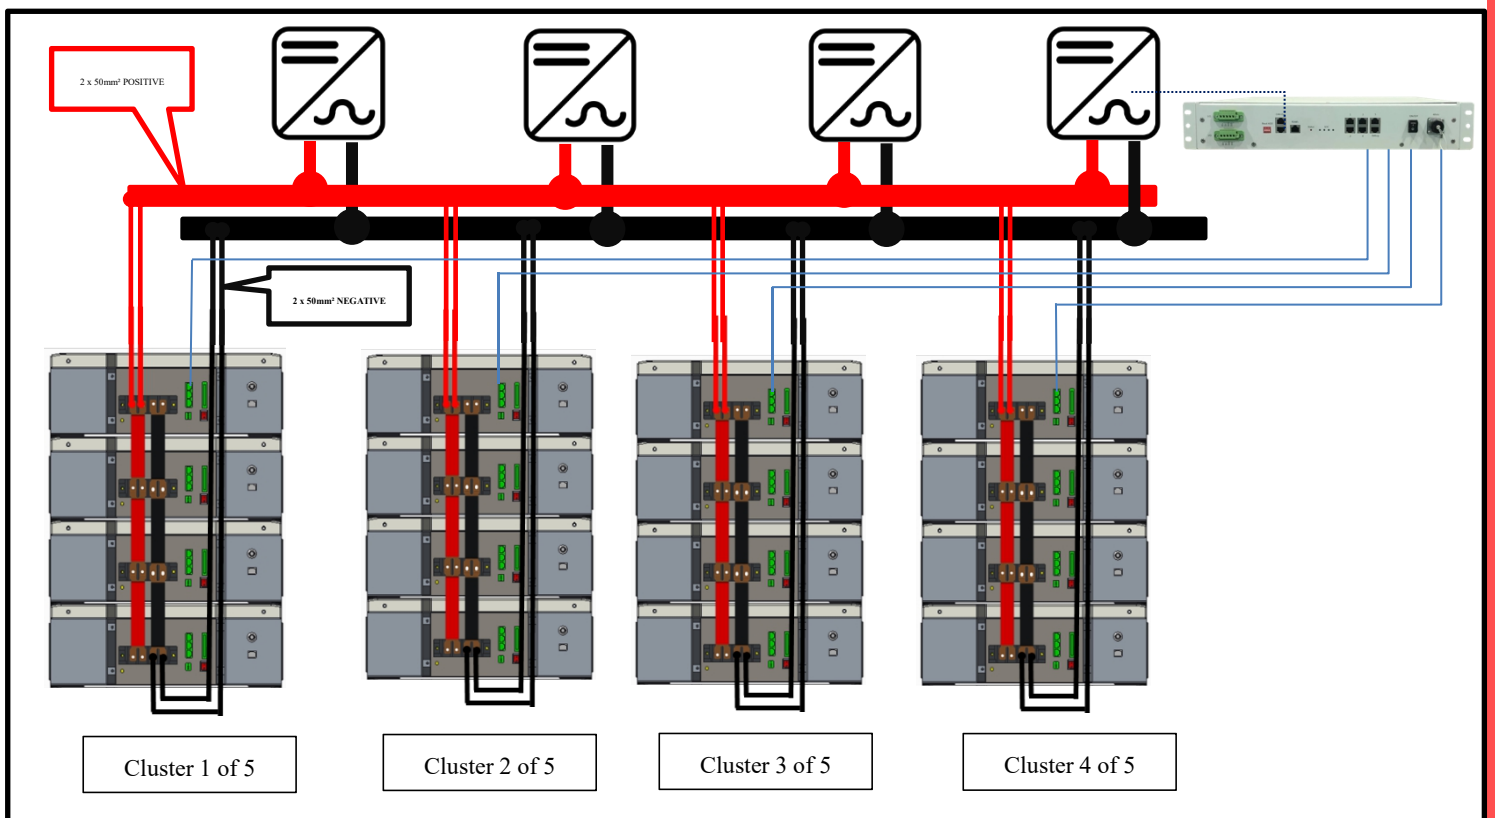 2 x 50mm² POSITIVE
2 x 50mm² NEGATIVE
Cluster 1 of 5
Cluster 2 of 5
Cluster 3 of 5
Cluster 4 of 5